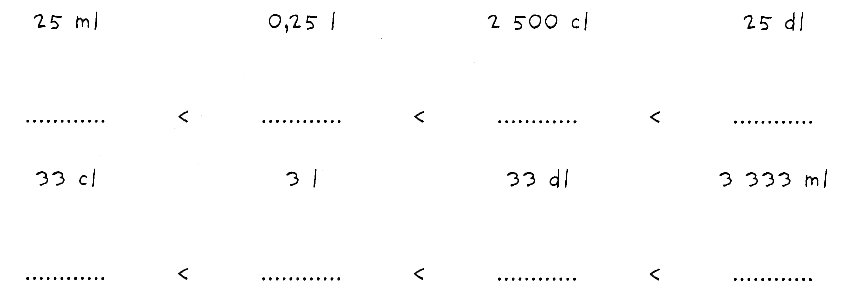 25 ml 0,25 l 2 500 cl 25 dl
............ < ............ < ............ < ............
33 cl 3 l 33 dl 3 333 ml
............ < ............ < ............ < ............